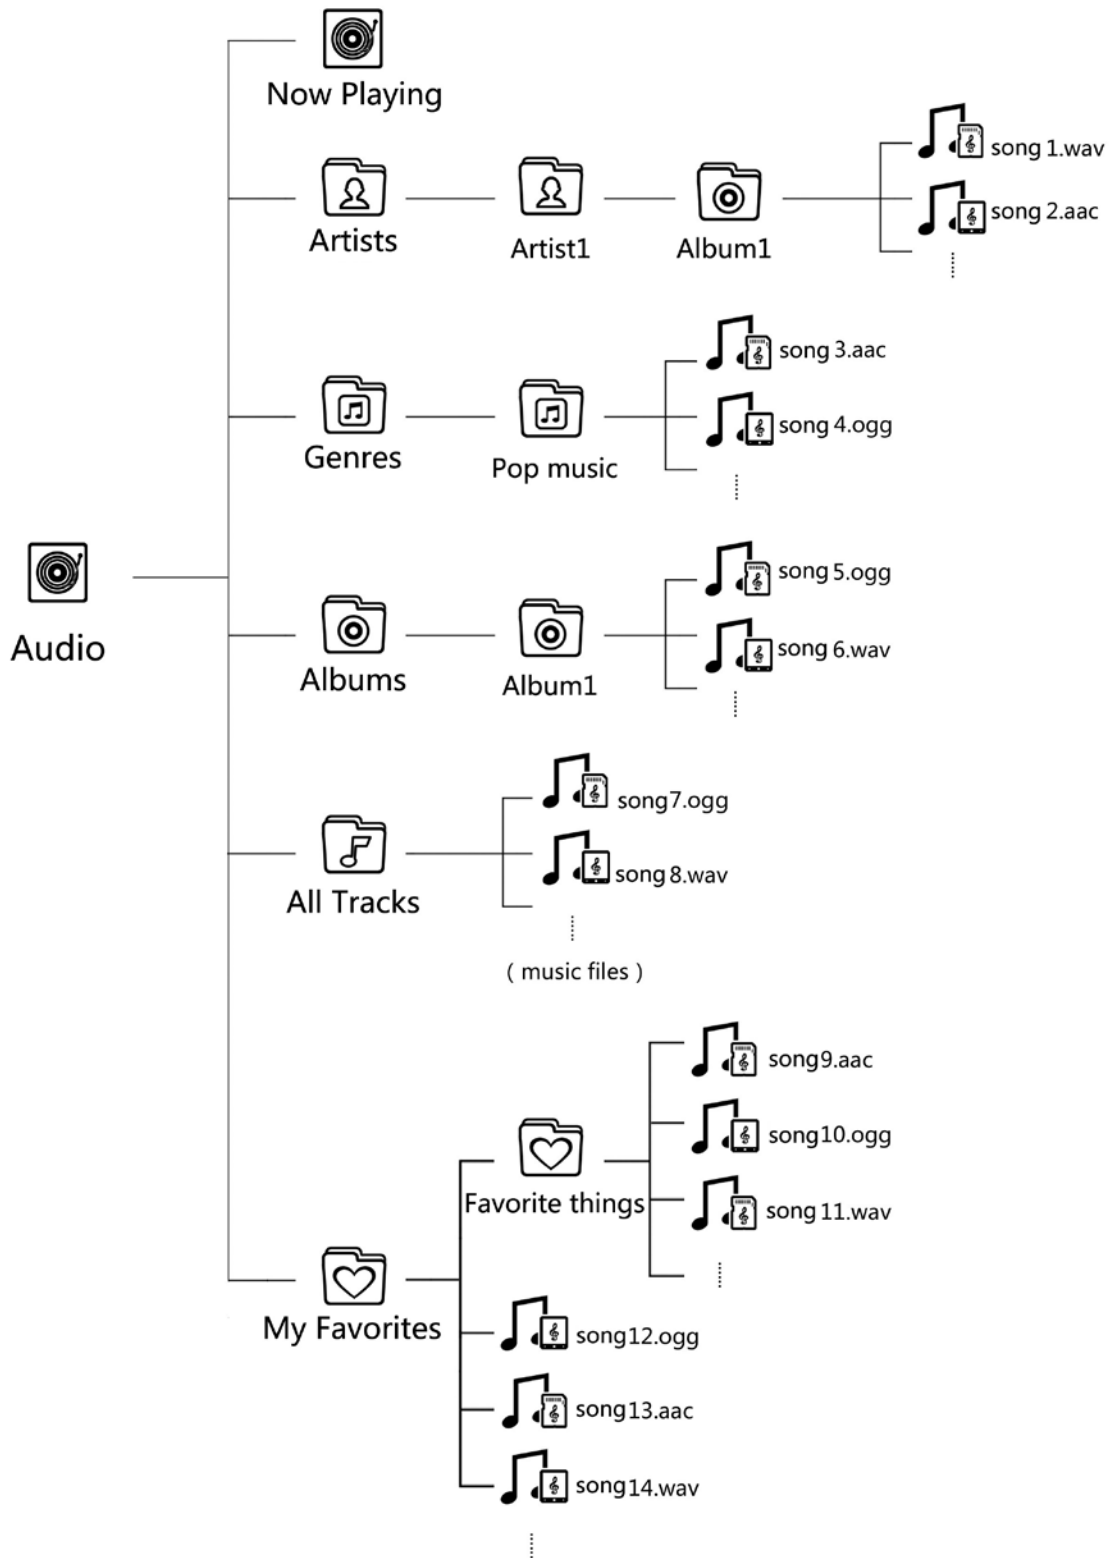 Now Playing
song 1.wav
song 2.aac
Artists
Artist1
Album1
song 3.aac
song 4.ogg
Genres
Pop music
song 5.ogg
Audio
song 6.wav
Albums
Album1
song7.ogg
song 8.wav
All Tracks
( music files )
song9.aac
song10.ogg
Favorite things
song 11.wav
My Favorites
song12.ogg
song13.aac
song14.wav